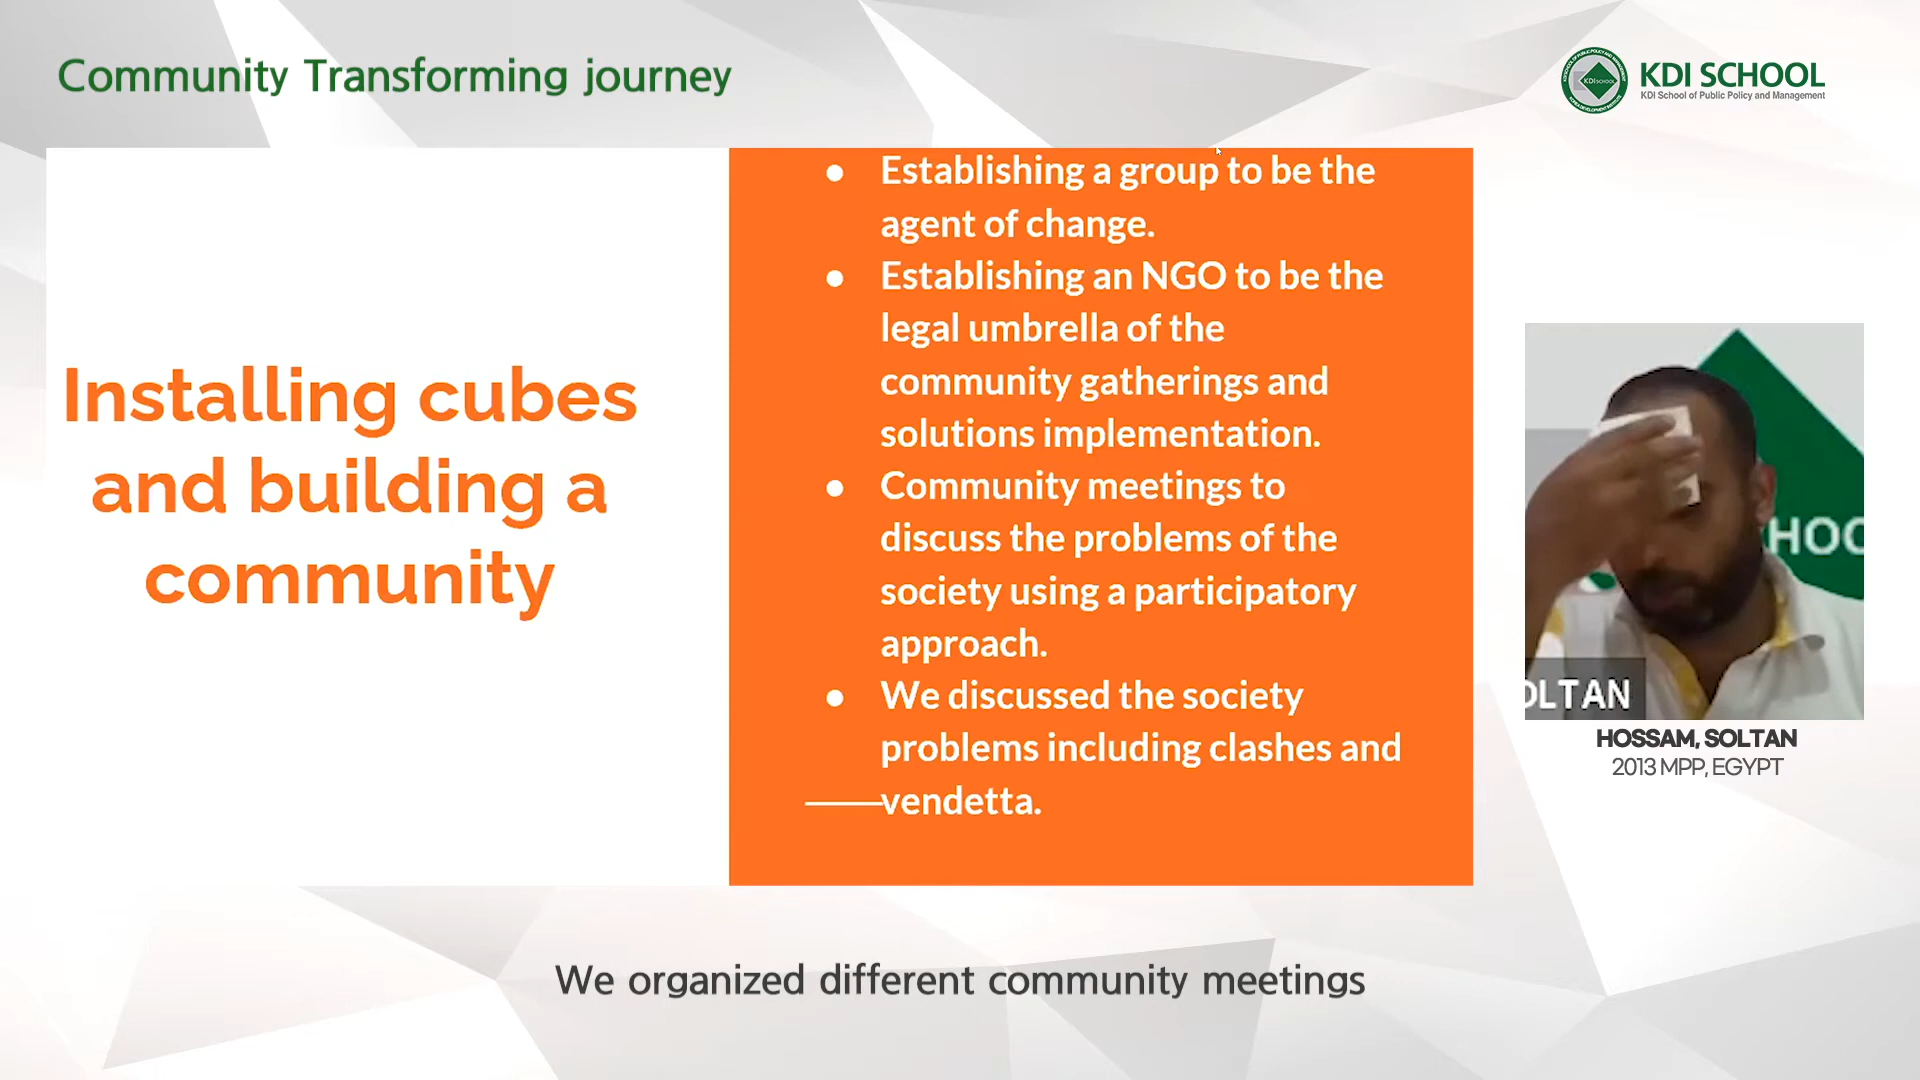 Community Transforming journey
KDI SCHOOL
KDI School of Public Policy and Management
Installing cubes
and building a
community
● Establishing a group to be the
agent of change.
● Establishing an NGO to be the
legal umbrella of the
community gatherings and
solutions implementation.
● Community meetings to
discuss the problems of the
society using a participatory
approach.
● We discussed the society
problems including clashes and
vendetta.
HOC
OLTAN
HOSSAM, SOLTAN
2013 MPP, EGYPT
We organized different community meetings